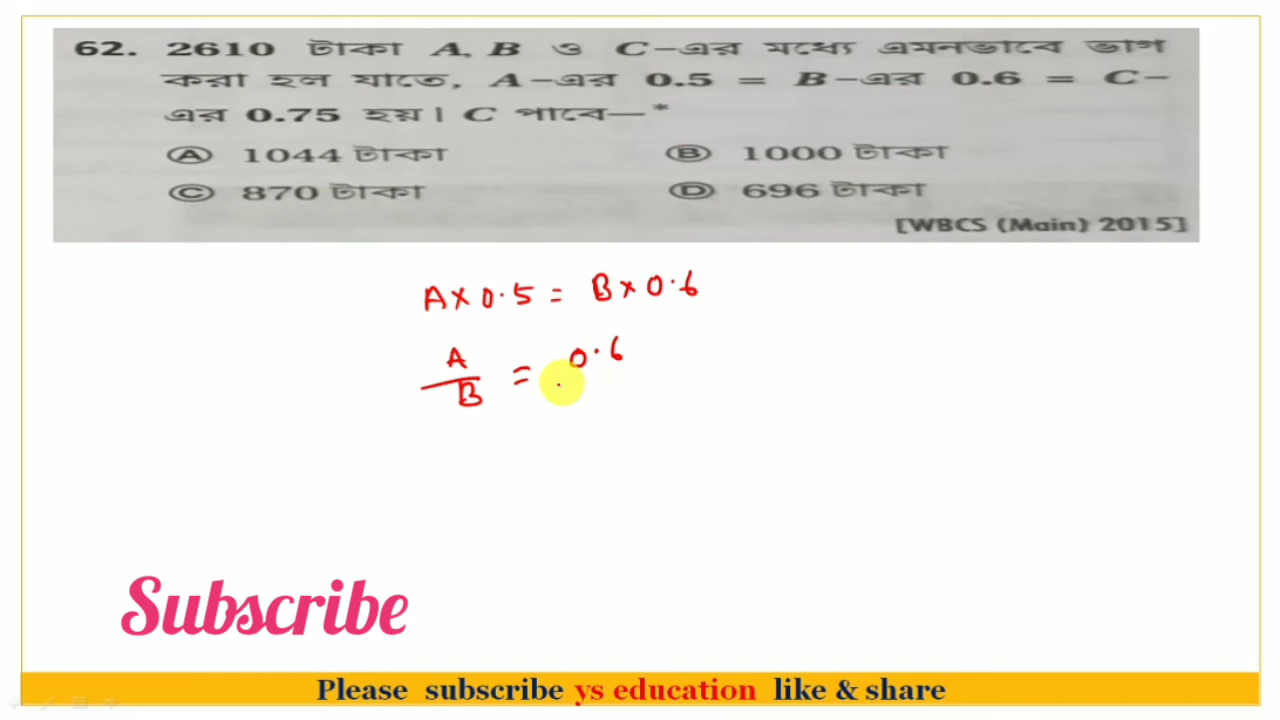 62. 2610 টাকা A, B ও C-এর মধ্যে এমনভাবে ভাগ
করা হল যাতে, A-এর 0.5 = B-এর 0.6 = C-
এর 0.75 হয়। C পাবে—*
Ⓐ 1044 টাকা Ⓑ 1000 টাকা
Ⓒ 870 টাকা Ⓓ 696 টাকা
[WBCS (Main) 2015]
A × 0.5 = B × 0.6
A
0.6
=
B
Subscribe
Please subscribe ys education like & share